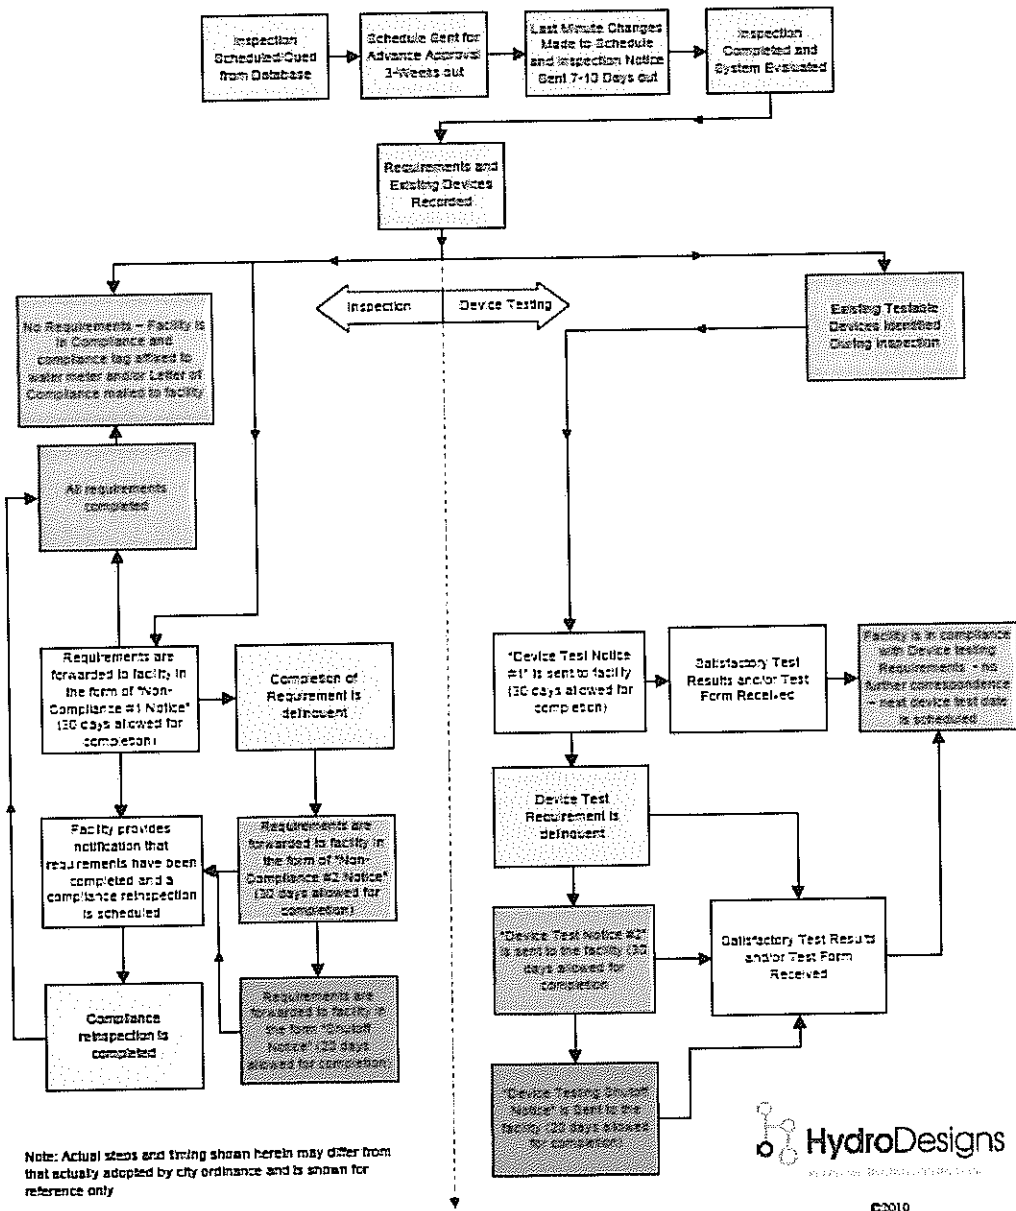 Inspection
Scheduled/Qued
from Database
Schedule Sent for
Advance Approval
3-Weeks out
Last Minute Changes
Made to Schedule
and Inspection Notice
Sent 7-10 Days out
Inspection
Completed and
System Evaluated
Requirements and
Existing Devices
Recorded
Inspection
Device Testing
No Requirements – Facility is
in Compliance and
compliance tag affixed to
water meter and/or Letter of
Compliance mailed to facility
Existing Testable
Devices Identified
During Inspection
All requirements
completed
Requirements are
forwarded to facility in
the form of "Non-
Compliance #1 Notice"
(30 days allowed for
completion)
Completion of
Requirement is
delinquent
"Device Test Notice
#1" is sent to facility
(30 days allowed for
completion)
Satisfactory Test
Results and/or Test
Form Received
Facility is in compliance
with Device testing
Requirements - no
further correspondence
– next device test date
is scheduled
Facility provides
notification that
requirements have been
completed and a
compliance reinspection
is scheduled
Requirements are
forwarded to facility in
the form of "Non-
Compliance #2 Notice"
(30 days allowed for
completion)
Device Test
Requirement is
delinquent
"Device Test Notice #2"
is sent to the facility (30
days allowed for
completion
Satisfactory Test Results
and/or Test Form
Received
Compliance
reinspection is
completed
Requirements are
forwarded to facility in
the form "Shutoff
Notice" days
allowed for completion
"Device Testing Shutoff
Notice" is Sent to the
facility days allowed
for completion)
Note: Actual steps and timing shown herein may differ from
that actually adopted by city ordinance and is shown for
reference only
HydroDesigns
©2010